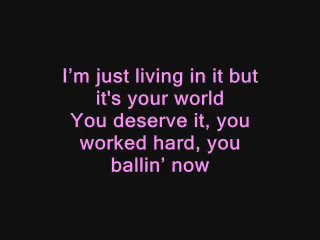 I’m just living in it but
it's your world
You deserve it, you
worked hard, you
ballin’ now